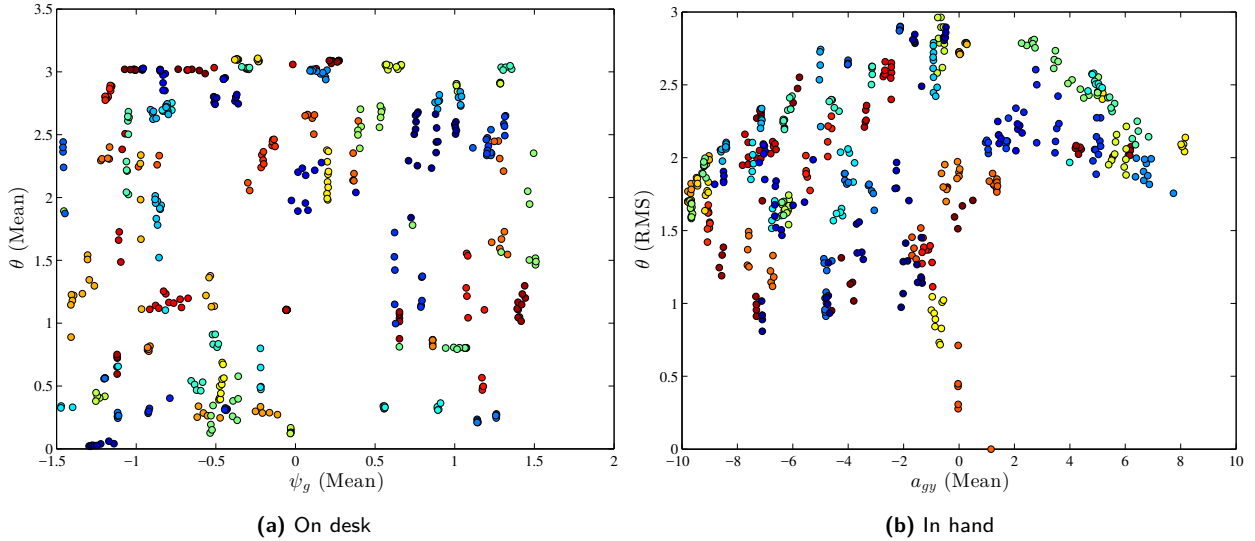 3.5
3
2.5
2
1.5
1
0.5
0
θ (Mean)
−1.5 −1 −0.5 0 0.5 1 1.5 2
ψg (Mean)
(a) On desk
3
2.5
2
1.5
1
0.5
0
θ (RMS)
−10 −8 −6 −4 −2 0 2 4 6 8 10
agy (Mean)
(b) In hand